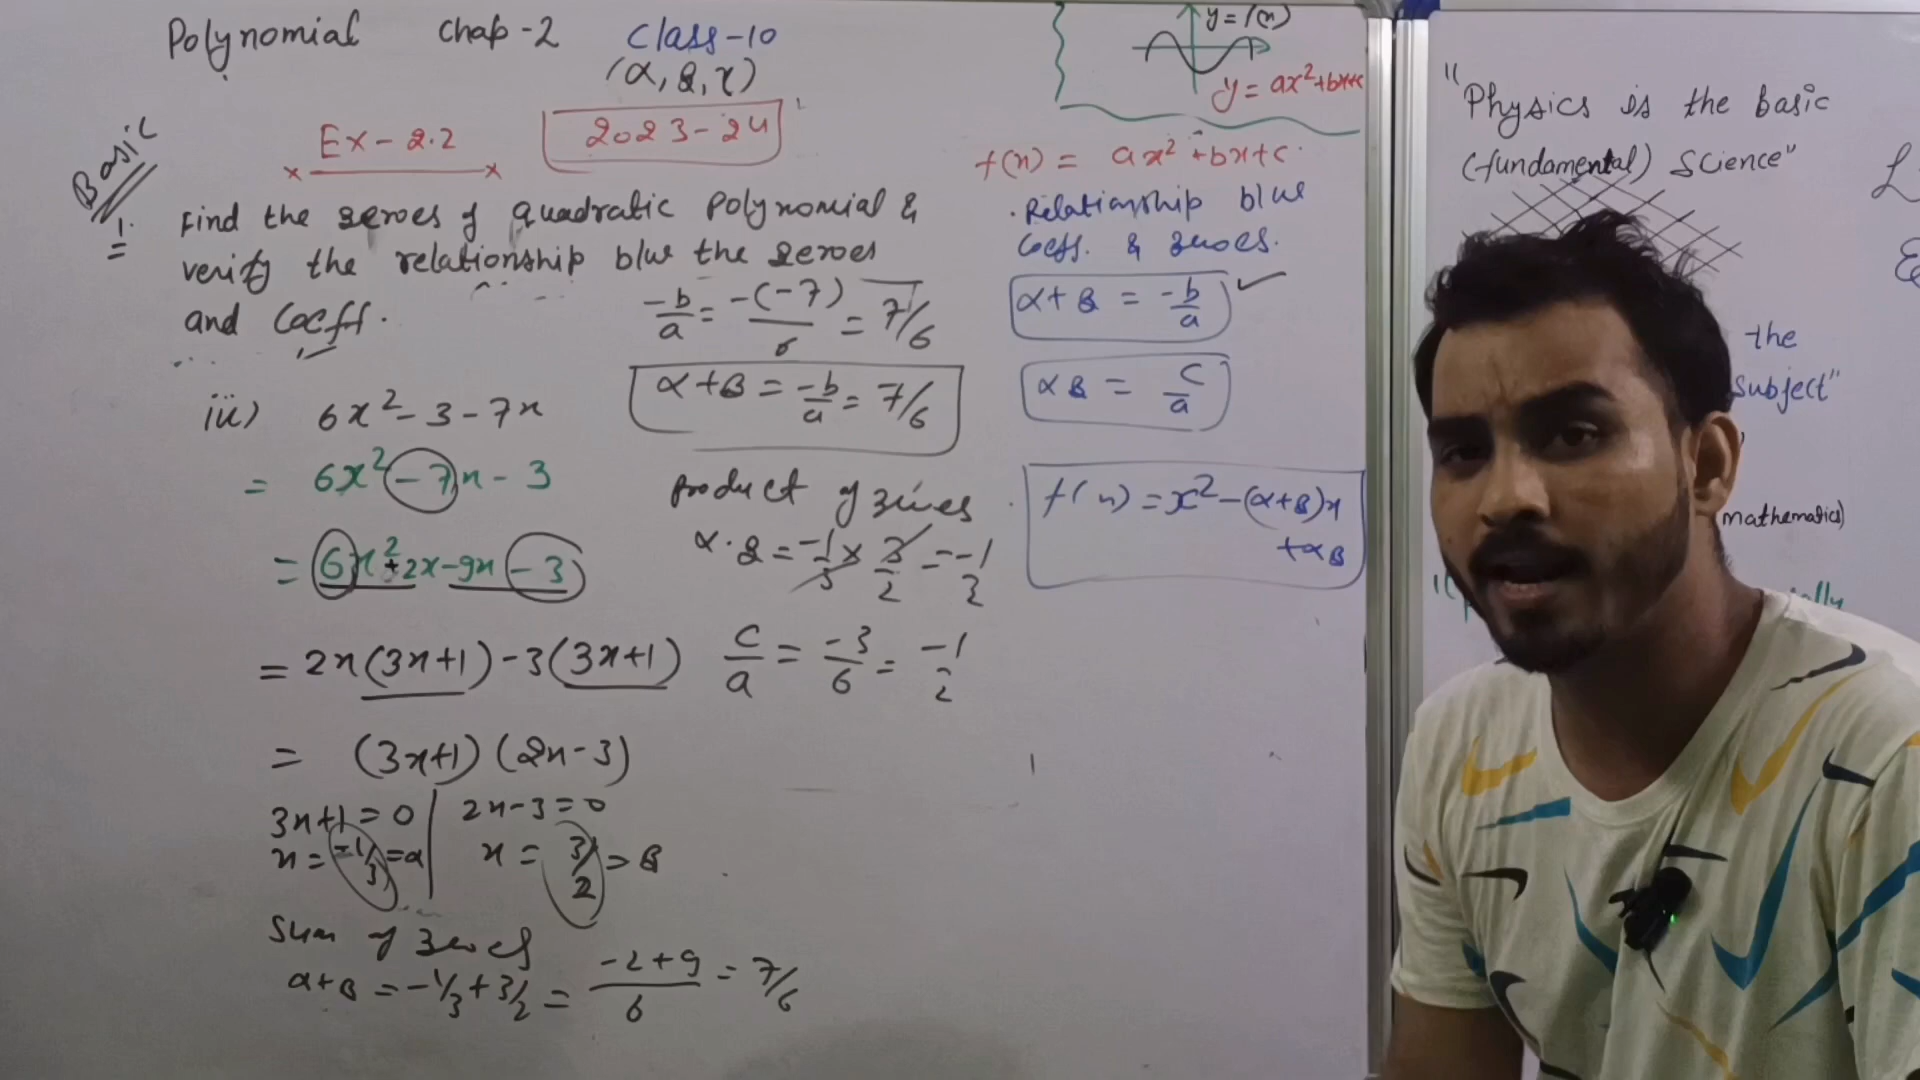 Polynomial Chap-2 Class-10
(α, β, γ)
Basic
Ex-2.2
2023-24
1. Find the zeroes of quadratic Polynomial &
verify the relationship b/w the zeroes
and Coeff.
iii) 6x²-3-7x
= 6x²-7x-3
= 6x²+2x-9x-3
= 2x(3x+1)-3(3x+1)
= (3x+1)(2x-3)
3x+1=0 | 2x-3=0
x = -1/3 = α | x = 3/2 = β
Sum of zeroes
α+β = -1/3+3/2 = (-2+9)/6 = 7/6
-b/a = -(-7)/6 = 7/6
α+β = -b/a = 7/6
product of zeroes
α.β = -1/3 × 3/2 = -1/2
c/a = -3/6 = -1/2
y=f(x)
y = ax²+bx+c
f(x) = ax²+bx+c
Relationship b/w
Coeff. & zeroes.
α+β = -b/a ✓
αβ = c/a
f(x) = x²-(α+β)x
+αβ
"Physics is the basic
(fundamental) Science"
the
Subject"
(mathematics)